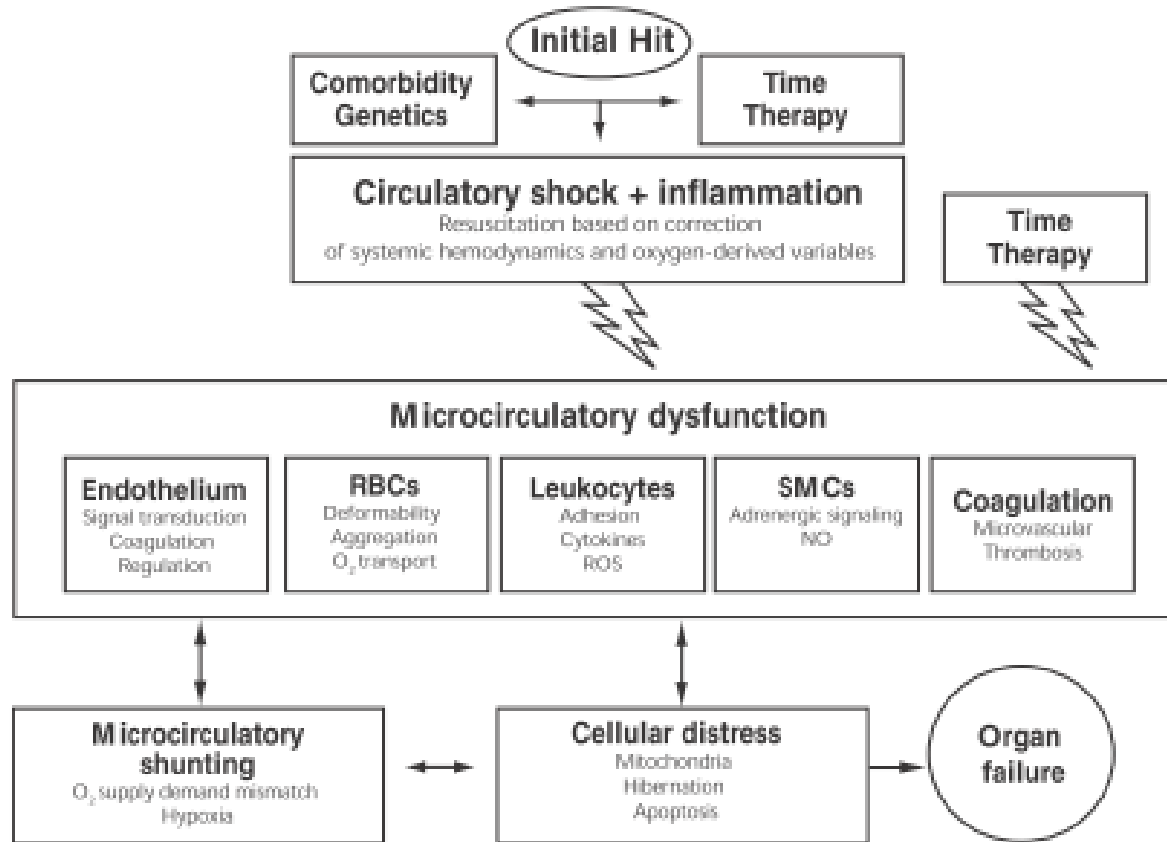 Initial Hit
Comorbidity
Genetics
Time
Therapy
Circulatory shock + inflammation
Resuscitation based on correction
of systemic hemodynamics and oxygen-derived variables
Time
Therapy
Microcirculatory dysfunction
Endothelium
Signal transduction
Coagulation
Regulation
RBCs
Deformability
Aggregation
O₂ transport
Leukocytes
Adhesion
Cytokines
ROS
SMCs
Adrenergic signaling
NO
Coagulation
Microvascular
Thrombosis
Microcirculatory
shunting
O₂ supply demand mismatch
Hypoxia
Cellular distress
Mitochondria
Hibernation
Apoptosis
Organ
failure